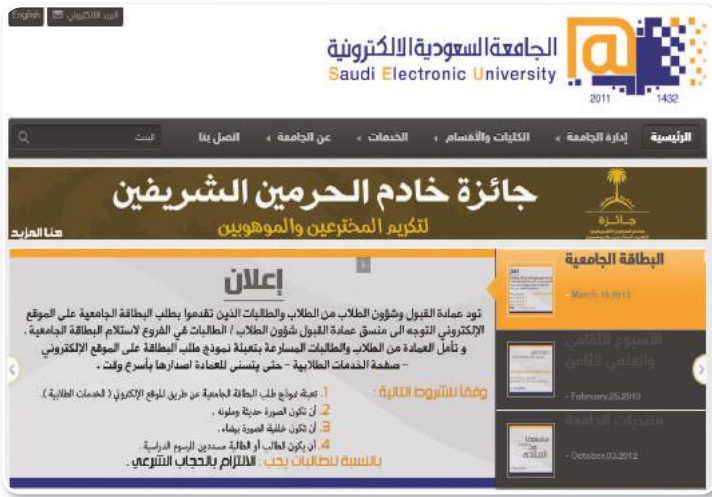 English
البريد الالكتروني
الجامعة السعودية الالكترونية
Saudi Electronic University
2011 1432
الرئيسية إدارة الجامعة الكليات والأقسام الخدمات عن الجامعة اتصل بنا البحث
جائزة خادم الحرمين الشريفين
لتكريم المخترعين والموهوبين
هنا المزيد
جائزة
البطاقة الجامعية
- March.18.2013
الأسبوع الثقافي
والعلمي الثامن
- February.25.2013
منتديات الجامعة
- October.03.2012
إعلان
تود عمادة القبول وشؤون الطلاب من الطلاب والطالبات الذين تقدموا بطلب البطاقة الجامعية على الموقع
الإلكتروني التوجه الى منسق عمادة القبول شؤون الطلاب / الطالبات في الفروع لاستلام البطاقة الجامعية .
و تأمل العمادة من الطلاب والطالبات المسارعة بتعبئة نموذج طلب البطاقة على الموقع الإلكتروني
– صفحة الخدمات الطلابية – حتى يتسنى للعمادة اصدارها بأسرع وقت .
وفقاً للشروط التالية :
1. تعبئة نموذج طلب البطاقة الجامعية عن طريق الموقع الإلكتروني ( الخدمات الطلابية ).
2. أن تكون الصورة حديثة وملونه .
3. أن تكون خلفية الصورة بيضاء .
4. أن يكون الطالب أو الطالبة مسددين للرسوم الدراسية .
بالنسبة للطالبات يجب : الالتزام بالحجاب الشرعي .